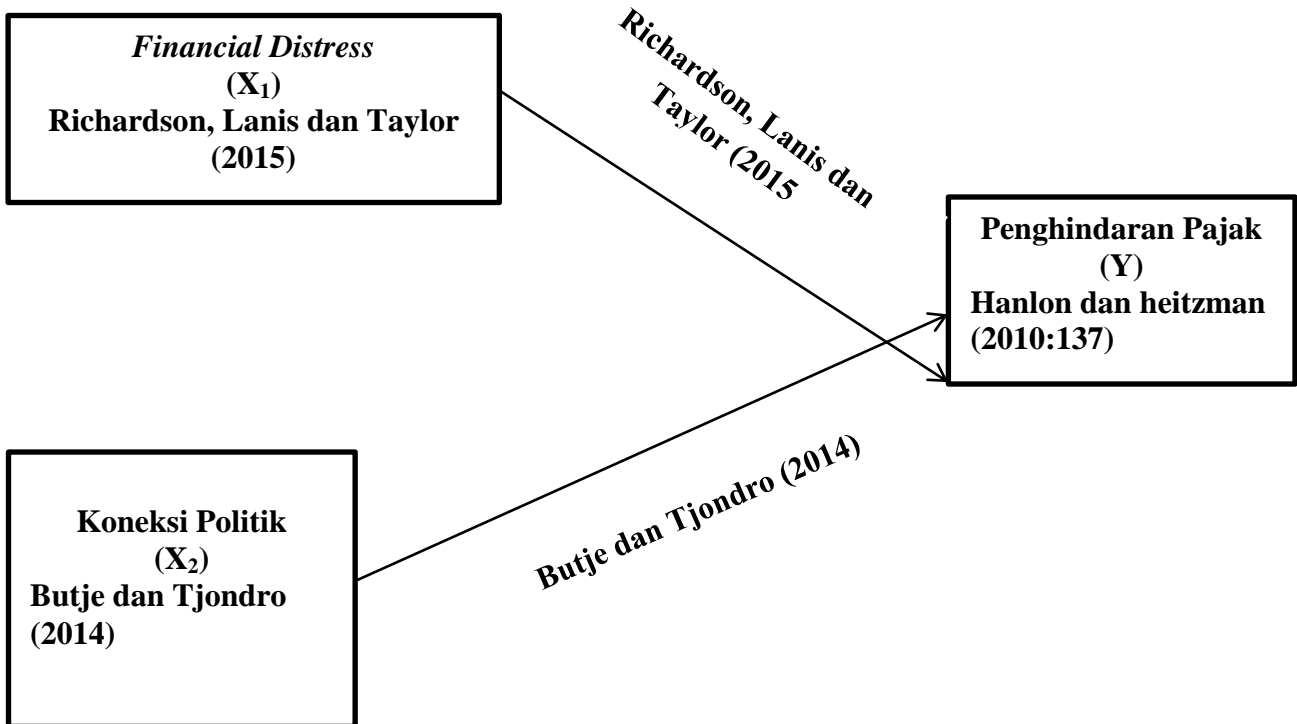 Financial Distress
(X₁)
Richardson, Lanis dan Taylor
(2015)
Richardson, Lanis dan
Taylor (2015
Penghindaran Pajak
(Y)
Hanlon dan heitzman
(2010:137)
Koneksi Politik
(X₂)
Butje dan Tjondro
(2014)
Butje dan Tjondro (2014)